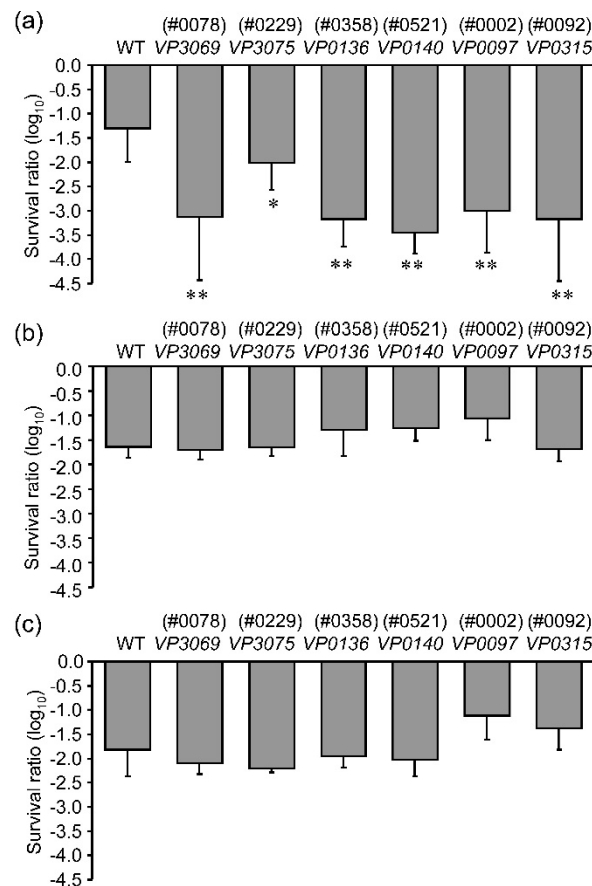 (a)
(#0078) (#0229) (#0358) (#0521) (#0002) (#0092)
WT VP3069 VP3075 VP0136 VP0140 VP0097 VP0315
Survival ratio (log10)
0.0
-0.5
-1.0
-1.5
-2.0
-2.5
-3.0
-3.5
-4.0
-4.5
** * ** ** ** **
(b)
(#0078) (#0229) (#0358) (#0521) (#0002) (#0092)
WT VP3069 VP3075 VP0136 VP0140 VP0097 VP0315
Survival ratio (log10)
0.0
-0.5
-1.0
-1.5
-2.0
-2.5
-3.0
-3.5
-4.0
-4.5
(c)
(#0078) (#0229) (#0358) (#0521) (#0002) (#0092)
WT VP3069 VP3075 VP0136 VP0140 VP0097 VP0315
Survival ratio (log10)
0.0
-0.5
-1.0
-1.5
-2.0
-2.5
-3.0
-3.5
-4.0
-4.5